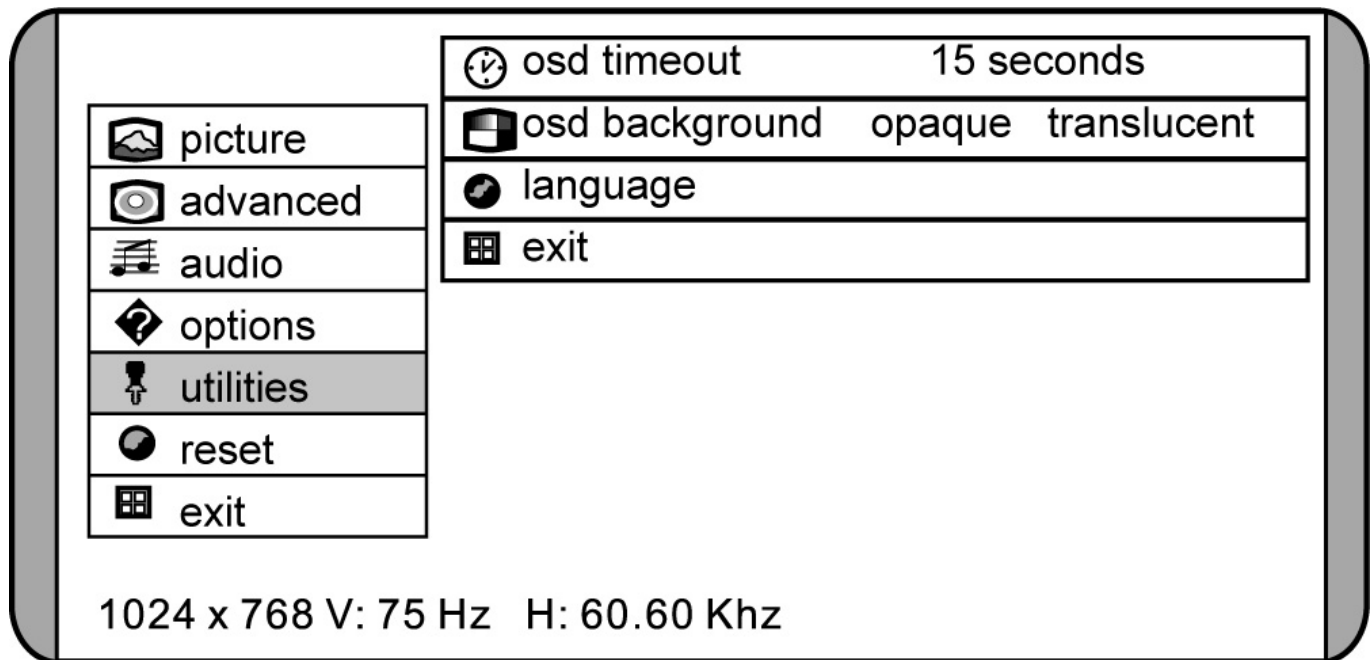 picture
advanced
audio
options
utilities
reset
exit
osd timeout 15 seconds
osd background opaque translucent
language
exit
1024 x 768 V: 75 Hz H: 60.60 Khz